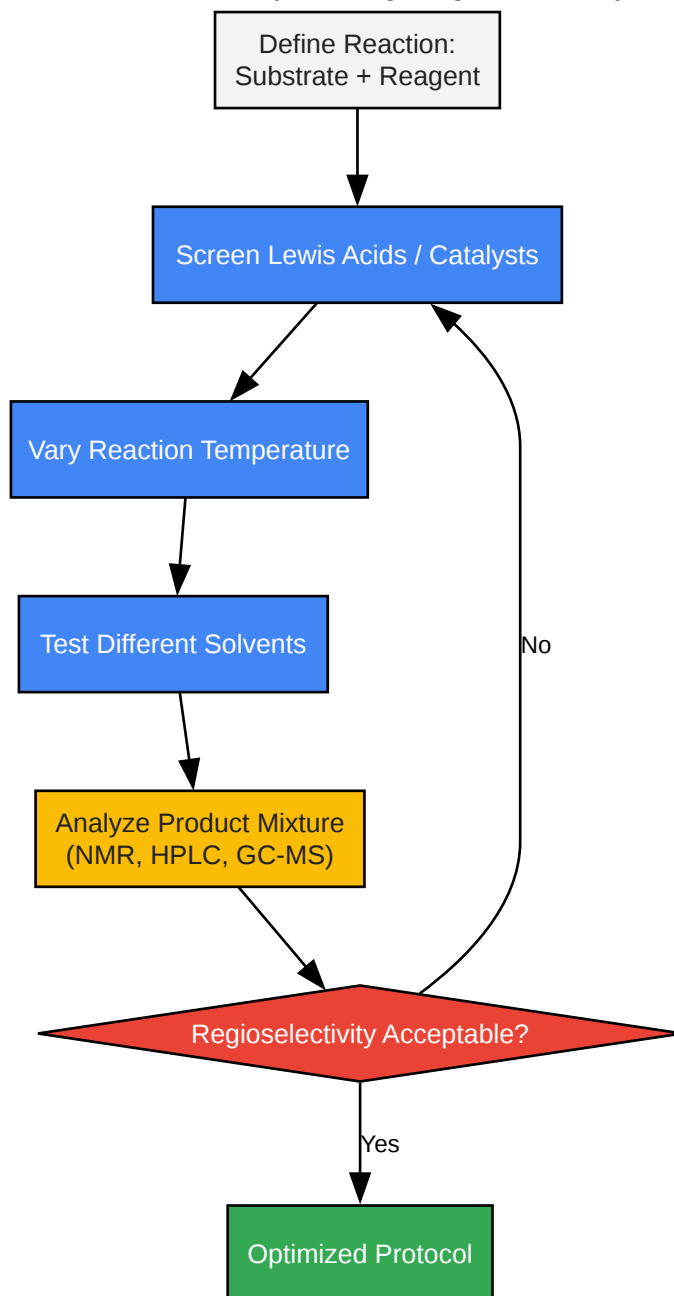 Define Reaction:
Substrate + Reagent
Screen Lewis Acids / Catalysts
Vary Reaction Temperature
Test Different Solvents
No
Analyze Product Mixture
(NMR, HPLC, GC-MS)
Regioselectivity Acceptable?
Yes
Optimized Protocol